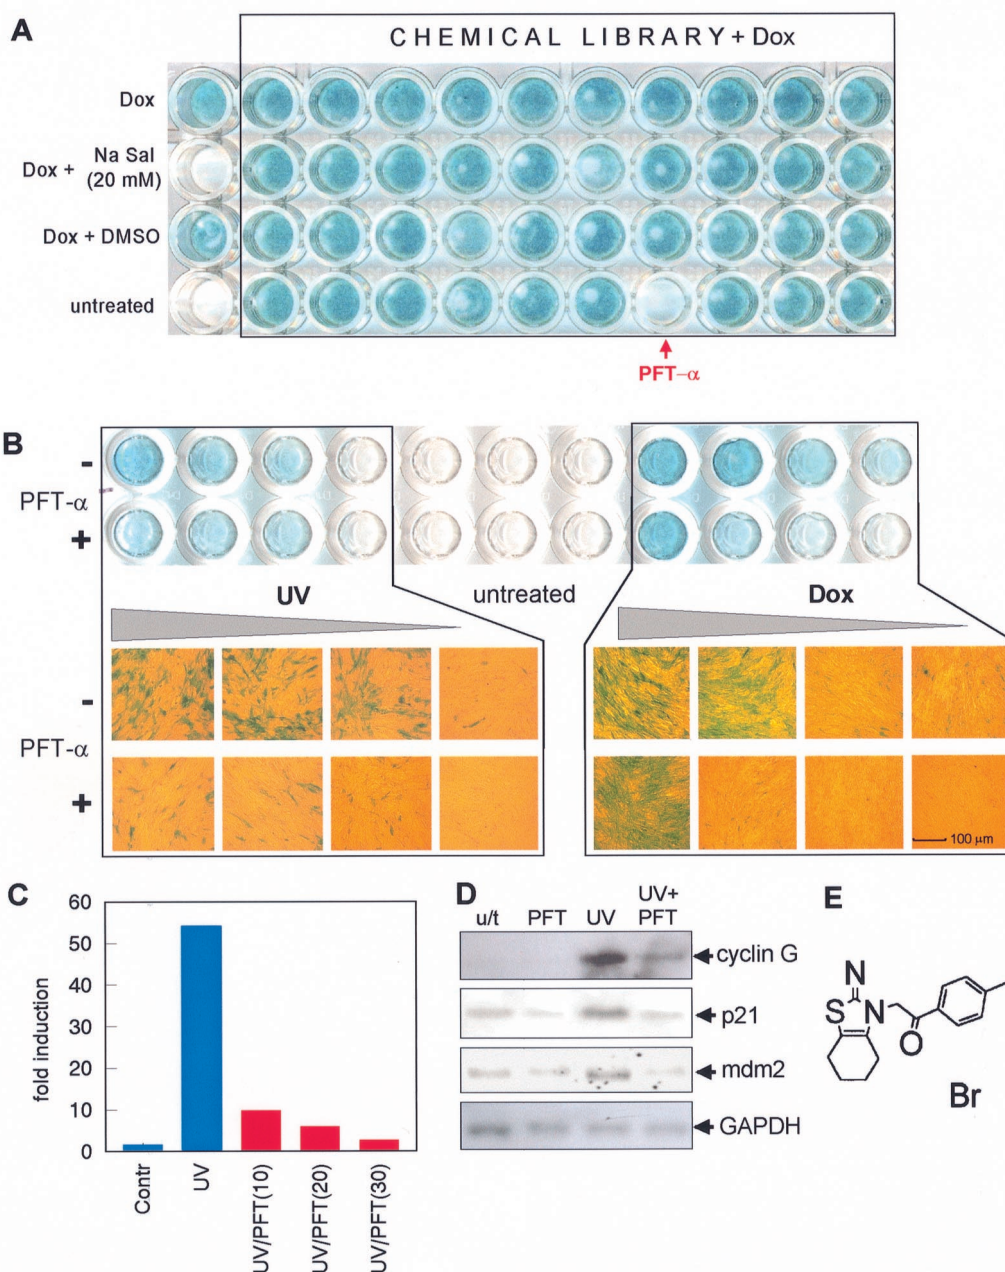 A
CHEMICAL LIBRARY + Dox
Dox
Dox + Na Sal
(20 mM)
Dox + DMSO
untreated
PFT-α
B
-
PFT-α
+
UV
untreated
Dox
-
PFT-α
+
100 μm
C
fold induction
60
50
40
30
20
10
0
Contr
UV
UV/PFT(10)
UV/PFT(20)
UV/PFT(30)
D
u/t PFT UV UV+
PFT
cyclin G
p21
mdm2
GAPDH
E
N
S N
O
Br